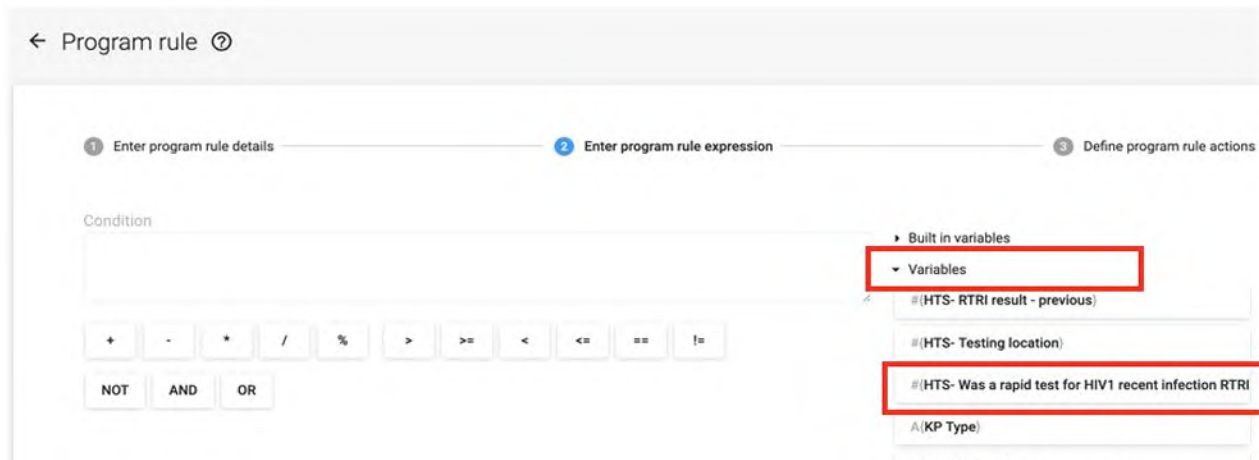 ← Program rule ?
1 Enter program rule details 2 Enter program rule expression 3 Define program rule actions
Condition
+ - * / % > >= < <= == !=
NOT AND OR
▸ Built in variables
▾ Variables
#{HTS- RTRI result - previous}
#{HTS- Testing location}
#{HTS- Was a rapid test for HIV1 recent infection RTRI
A{KP Type}